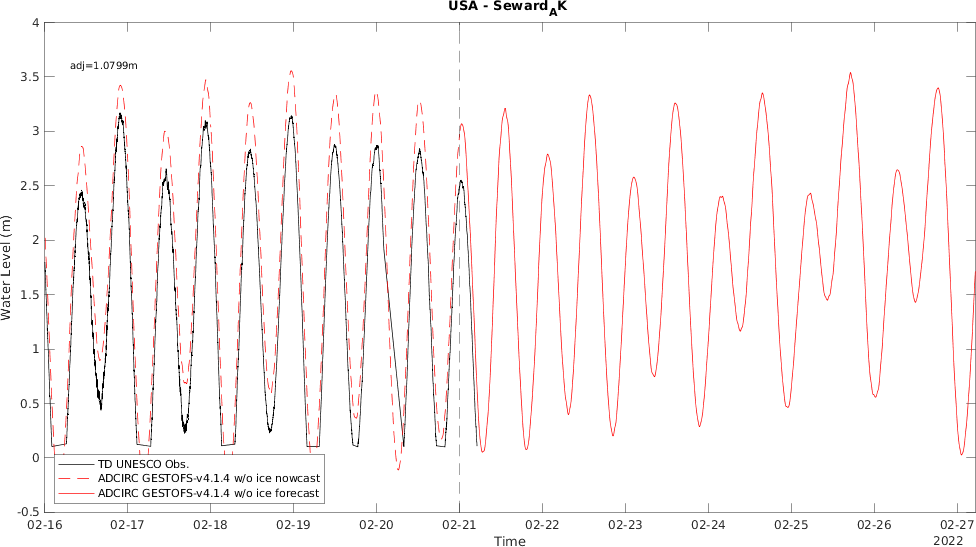 USA - Seward_AK
4
3.5
3
2.5
2
1.5
1
0.5
0
-0.5
Water Level (m)
adj=1.0799m
TD UNESCO Obs.
ADCIRC GESTOFS-v4.1.4 w/o ice nowcast
ADCIRC GESTOFS-v4.1.4 w/o ice forecast
02-16 02-17 02-18 02-19 02-20 02-21 02-22 02-23 02-24 02-25 02-26 02-27
Time
2022